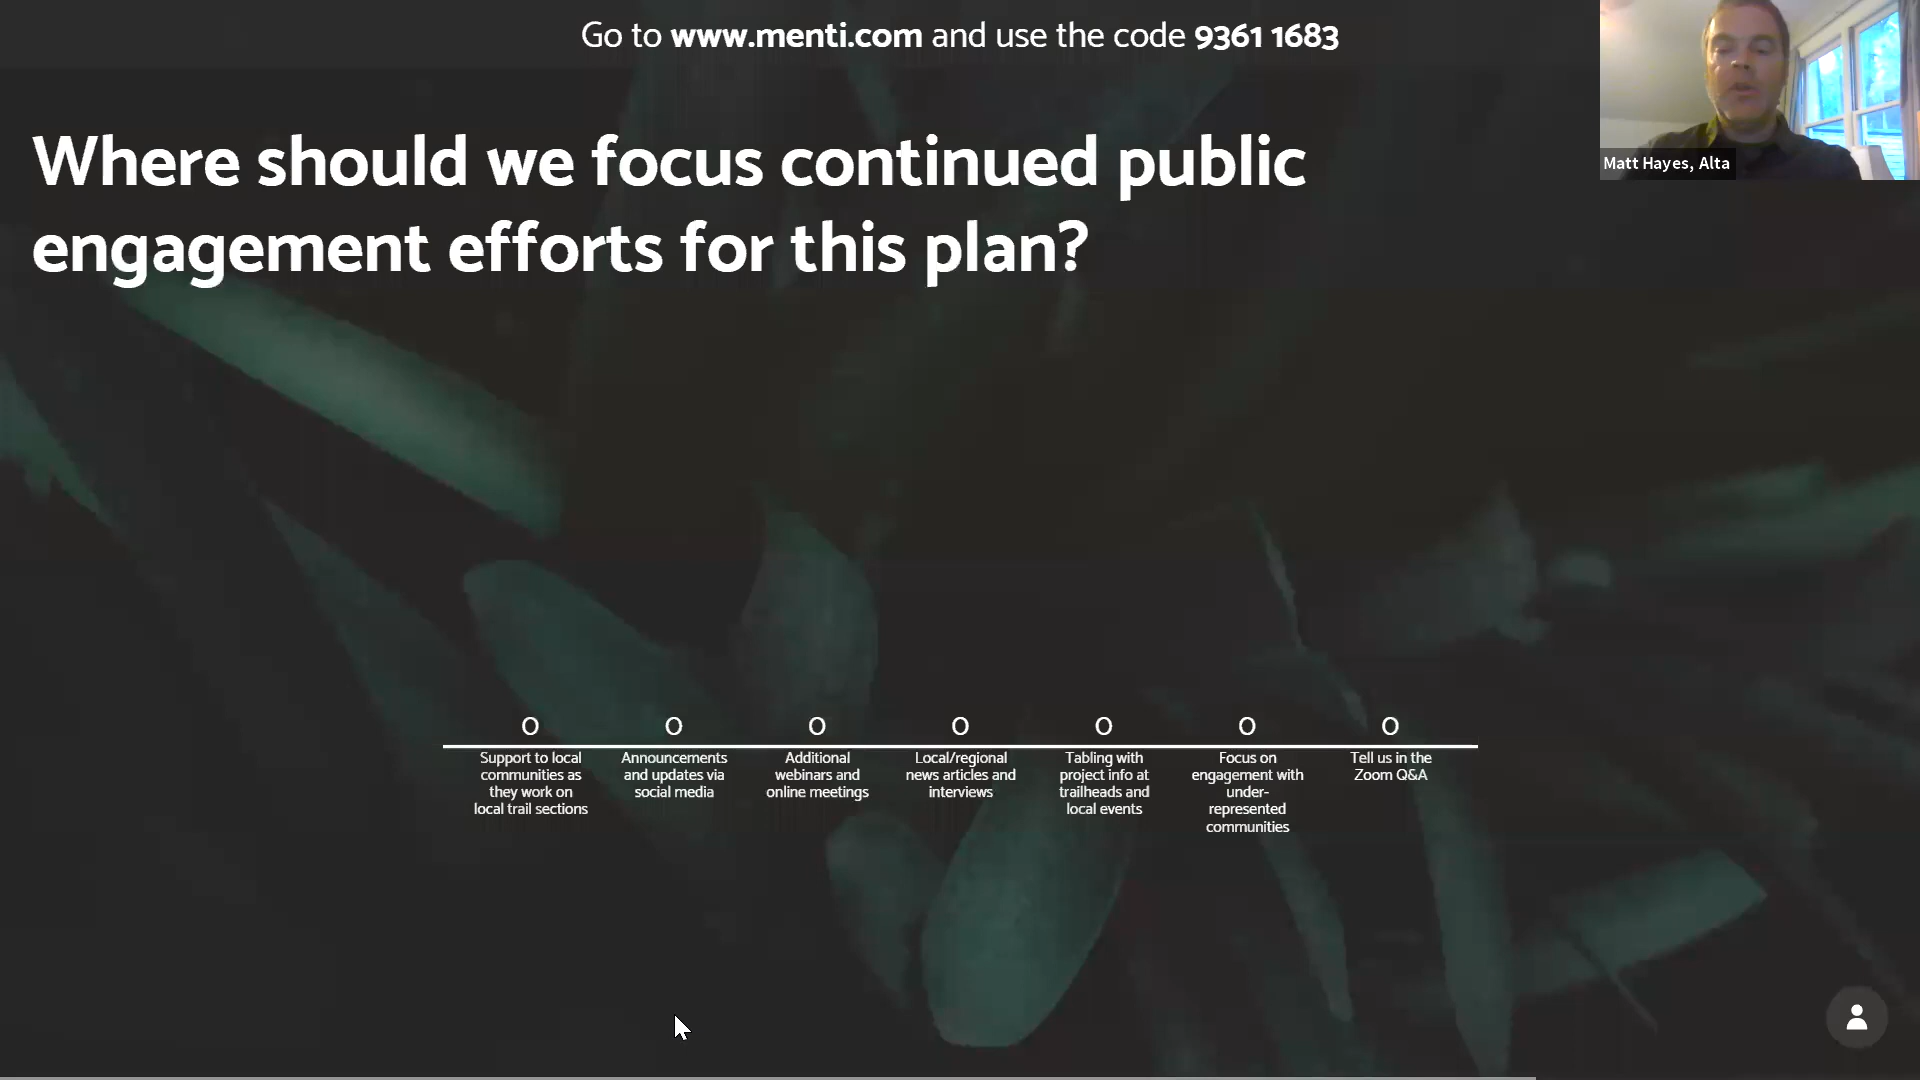 Go to www.menti.com and use the code 9361 1683
Matt Hayes, Alta
Where should we focus continued public
engagement efforts for this plan?
0 0 0 0 0 0 0
Support to local
communities as
they work on
local trail sections
Announcements
and updates via
social media
Additional
webinars and
online meetings
Local/regional
news articles and
interviews
Tabling with
project info at
trailheads and
local events
Focus on
engagement with
under-
represented
communities
Tell us in the
Zoom Q&A